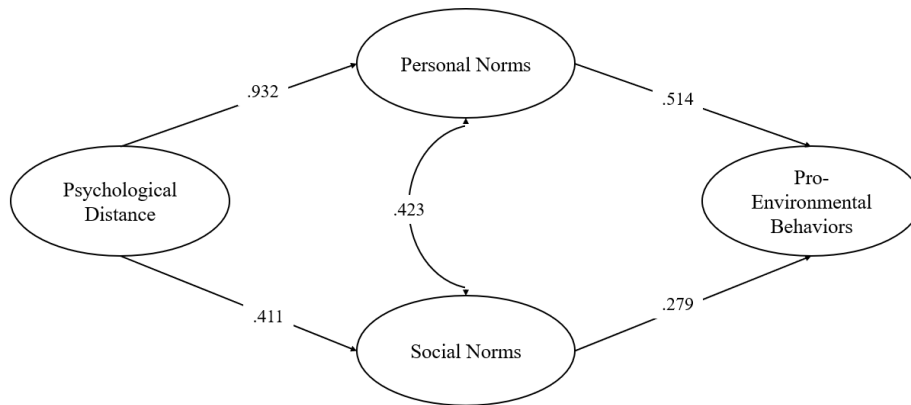 Personal Norms
.932
.514
Psychological
Distance
.423
Pro-
Environmental
Behaviors
.411
.279
Social Norms